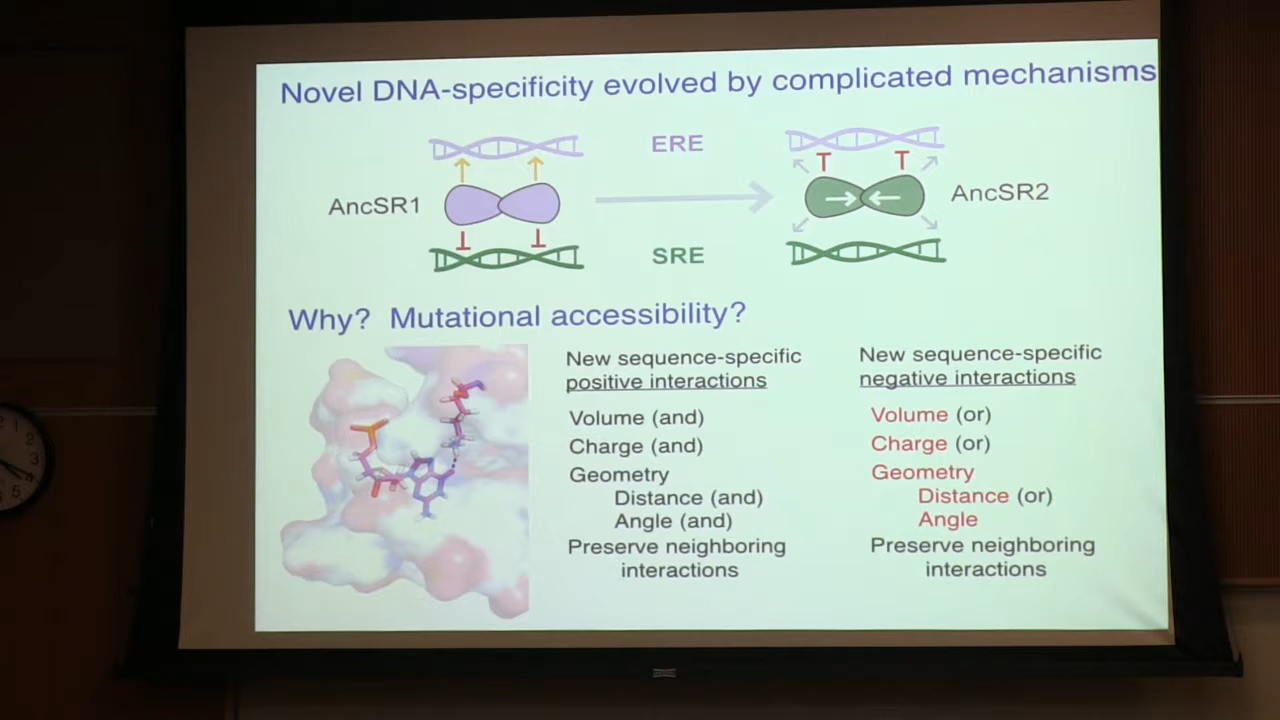 Novel DNA-specificity evolved by complicated mechanisms
ERE
AncSR1
AncSR2
SRE
Why? Mutational accessibility?
New sequence-specific
positive interactions
Volume (and)
Charge (and)
Geometry
Distance (and)
Angle (and)
Preserve neighboring
interactions
New sequence-specific
negative interactions
Volume (or)
Charge (or)
Geometry
Distance (or)
Angle
Preserve neighboring
interactions